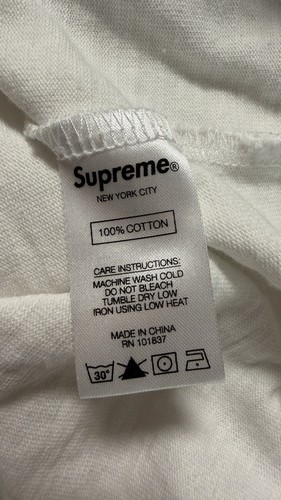 Supreme®
NEW YORK CITY
100% COTTON
CARE INSTRUCTIONS:
MACHINE WASH COLD
DO NOT BLEACH
TUMBLE DRY LOW
IRON USING LOW HEAT
MADE IN CHINA
RN 101837
30°